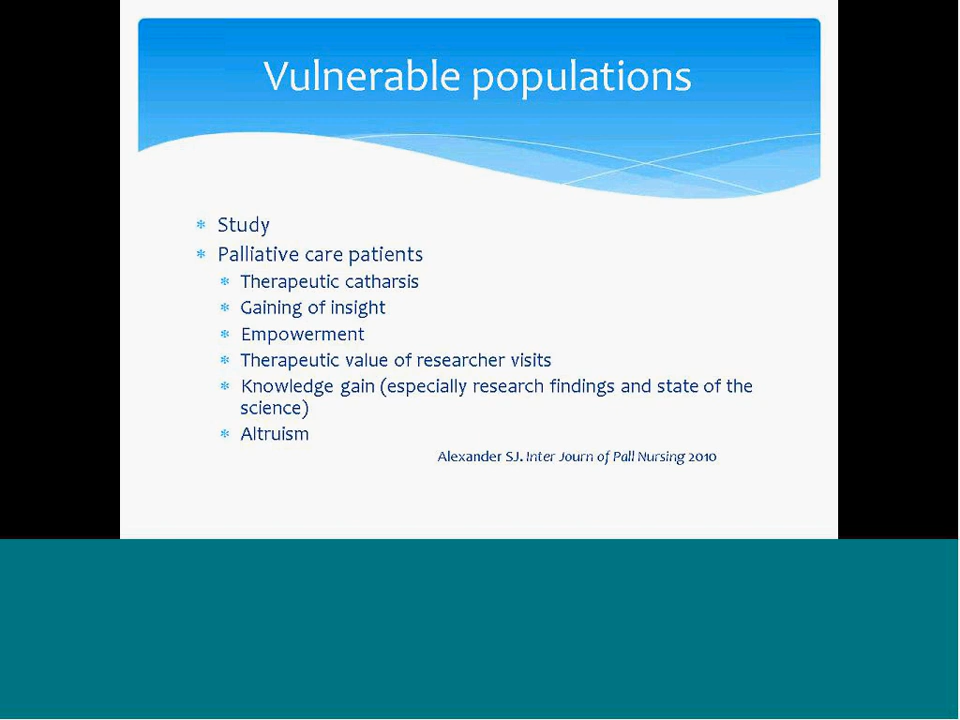 Vulnerable populations
Study
Palliative care patients
Therapeutic catharsis
Gaining of insight
Empowerment
Therapeutic value of researcher visits
Knowledge gain (especially research findings and state of the
science)
Altruism
Alexander SJ. Inter Journ of Pall Nursing 2010